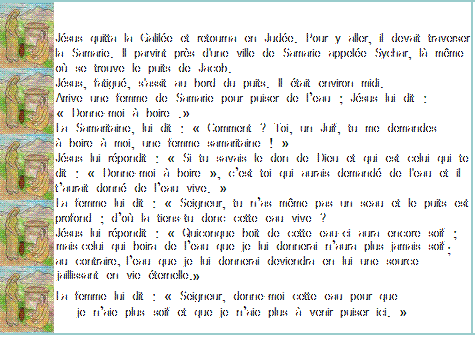 Jésus quitta la Galilée et retourna en Judée. Pour y aller, il devait traverser
la Samarie. Il parvint près d'une ville de Samarie appelée Sychar, là même
où se trouve le puits de Jacob.
Jésus, fatigué, s'assit au bord du puits. Il était environ midi.
Arrive une femme de Samarie pour puiser de l'eau ; Jésus lui dit :
« Donne-moi à boire .»
La Samaritaine, lui dit : « Comment ? Toi, un Juif, tu me demandes
à boire à moi, une femme samaritaine ! »
Jésus lui répondit : « Si tu savais le don de Dieu et qui est celui qui te
dit : « Donne-moi à boire », c'est toi qui aurais demandé de l'eau et il
t'aurait donné de l'eau vive. »
La femme lui dit : « Seigneur, tu n'as même pas un seau et le puits est
profond ; d'où la tiens-tu donc cette eau vive ?
Jésus lui répondit : « Quiconque boit de cette eau-ci aura encore soif ;
mais celui qui boira de l'eau que je lui donnerai n'aura plus jamais soif ;
au contraire, l'eau que je lui donnerai deviendra en lui une source
jaillissant en vie éternelle.»
La femme lui dit : « Seigneur, donne-moi cette eau pour que
je n'aie plus soif et que je n'aie plus à venir puiser ici. »